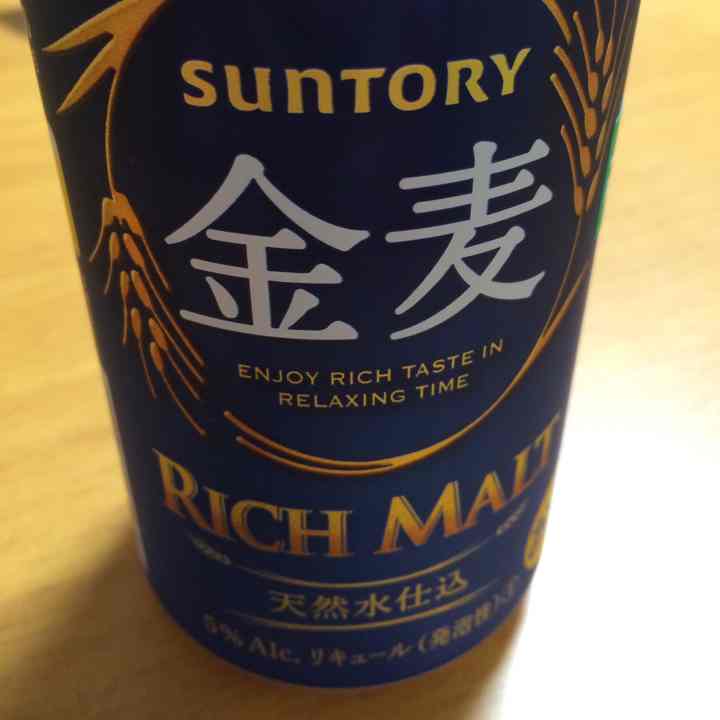 SUNTORY
金麦
ENJOY RICH TASTE IN
RELAXING TIME
RICH MALT
天然水仕込
5% Alc. リキュール(発泡性)①